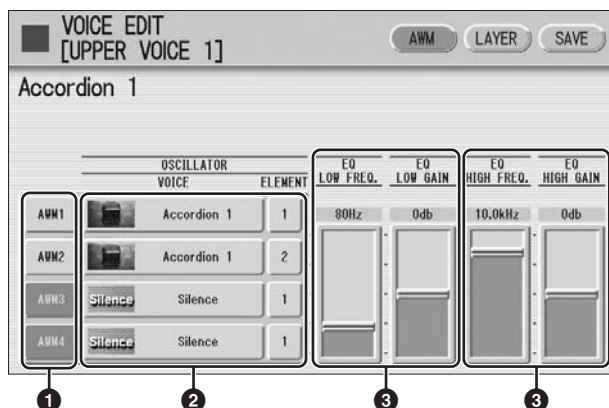 VOICE EDIT
[UPPER VOICE 1]
AWM
LAYER
SAVE
Accordion 1
OSCILLATOR
VOICE
ELEMENT
EQ
LOW FREQ.
EQ
LOW GAIN
EQ
HIGH FREQ.
EQ
HIGH GAIN
80Hz
0db
10.0kHz
0db
AWM1
Accordion 1
1
AWM2
Accordion 1
2
AWM3
Silence
Silence
1
AWM4
Silence
Silence
1
1
2
3
3